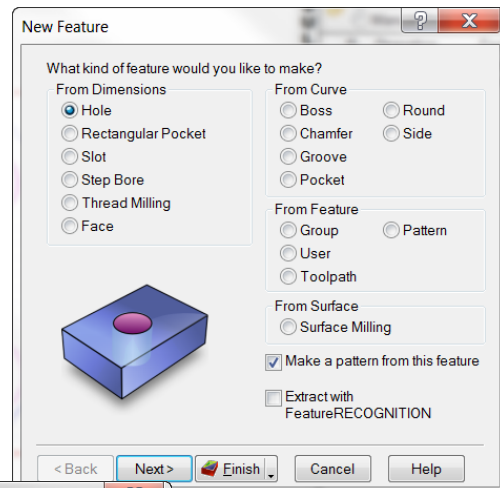 New Feature
What kind of feature would you like to make?
From Dimensions
Hole
Rectangular Pocket
Slot
Step Bore
Thread Milling
Face
From Curve
Boss
Round
Chamfer
Side
Groove
Pocket
From Feature
Group
Pattern
User
Toolpath
From Surface
Surface Milling
Make a pattern from this feature
Extract with
FeatureRECOGNITION
< Back
Next >
Finish
Cancel
Help